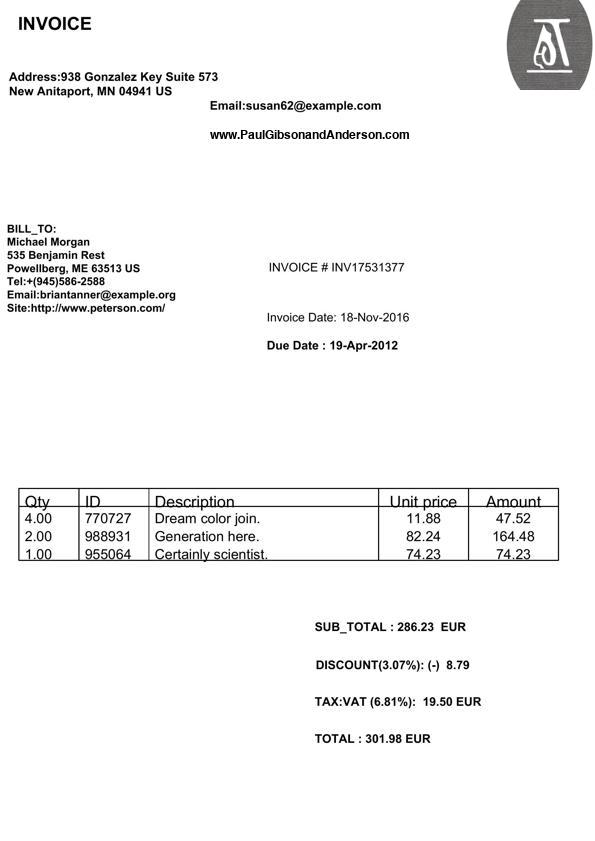 INVOICE
Address:938 Gonzalez Key Suite 573
New Anitaport, MN 04941 US
Email:susan62@example.com
www.PaulGibsonandAnderson.com
BILL_TO:
Michael Morgan
535 Benjamin Rest
Powellberg, ME 63513 US
Tel:+(945)586-2588
Email:briantanner@example.org
Site:http://www.peterson.com/
INVOICE # INV17531377
Invoice Date: 18-Nov-2016
Due Date : 19-Apr-2012
Qty ID Description Unit price Amount
4.00 770727 Dream color join. 11.88 47.52
2.00 988931 Generation here. 82.24 164.48
1.00 955064 Certainly scientist. 74.23 74.23
SUB_TOTAL : 286.23 EUR
DISCOUNT(3.07%): (-) 8.79
TAX:VAT (6.81%): 19.50 EUR
TOTAL : 301.98 EUR